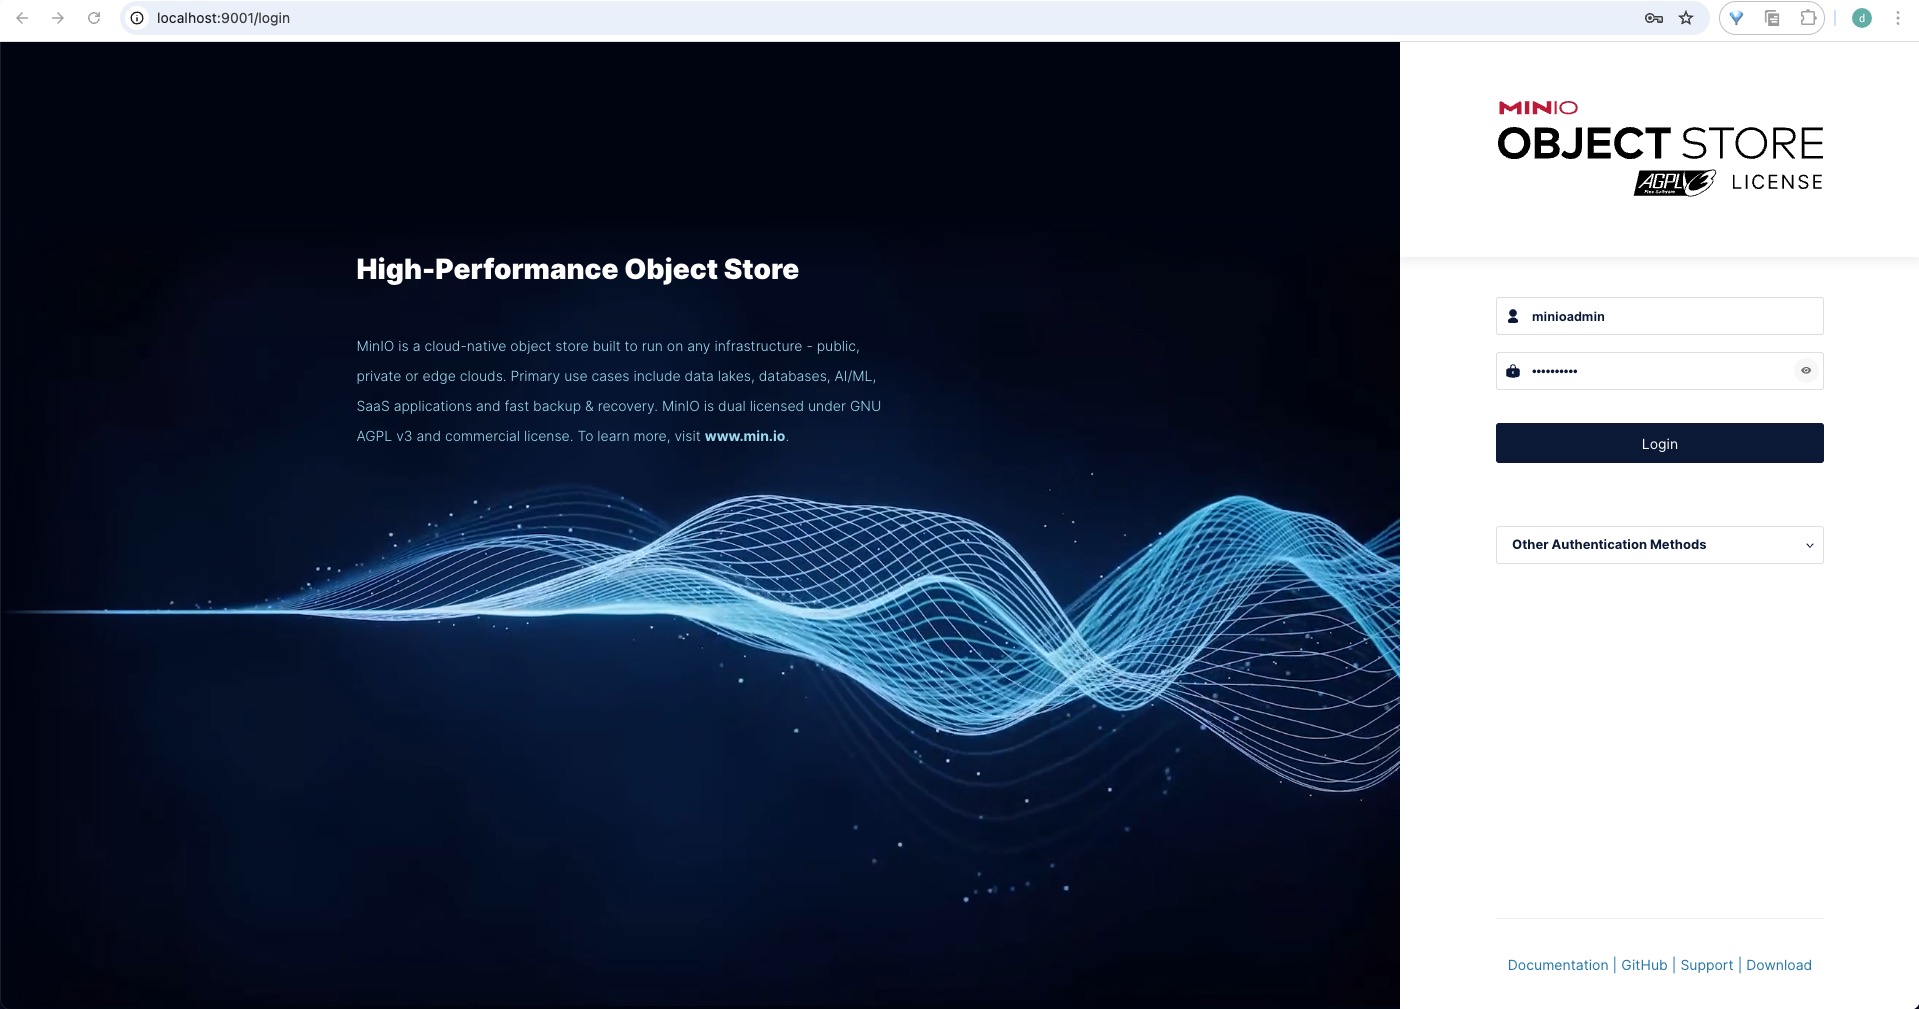 localhost:9001/login
d
High-Performance Object Store
MinIO is a cloud-native object store built to run on any infrastructure - public,
private or edge clouds. Primary use cases include data lakes, databases, AI/ML,
SaaS applications and fast backup & recovery. MinIO is dual licensed under GNU
AGPL v3 and commercial license. To learn more, visit www.min.io.
MINIO
OBJECT STORE
AGPLv3 LICENSE
Free Software
minioadmin
••••••••••
Login
Other Authentication Methods
Documentation | GitHub | Support | Download